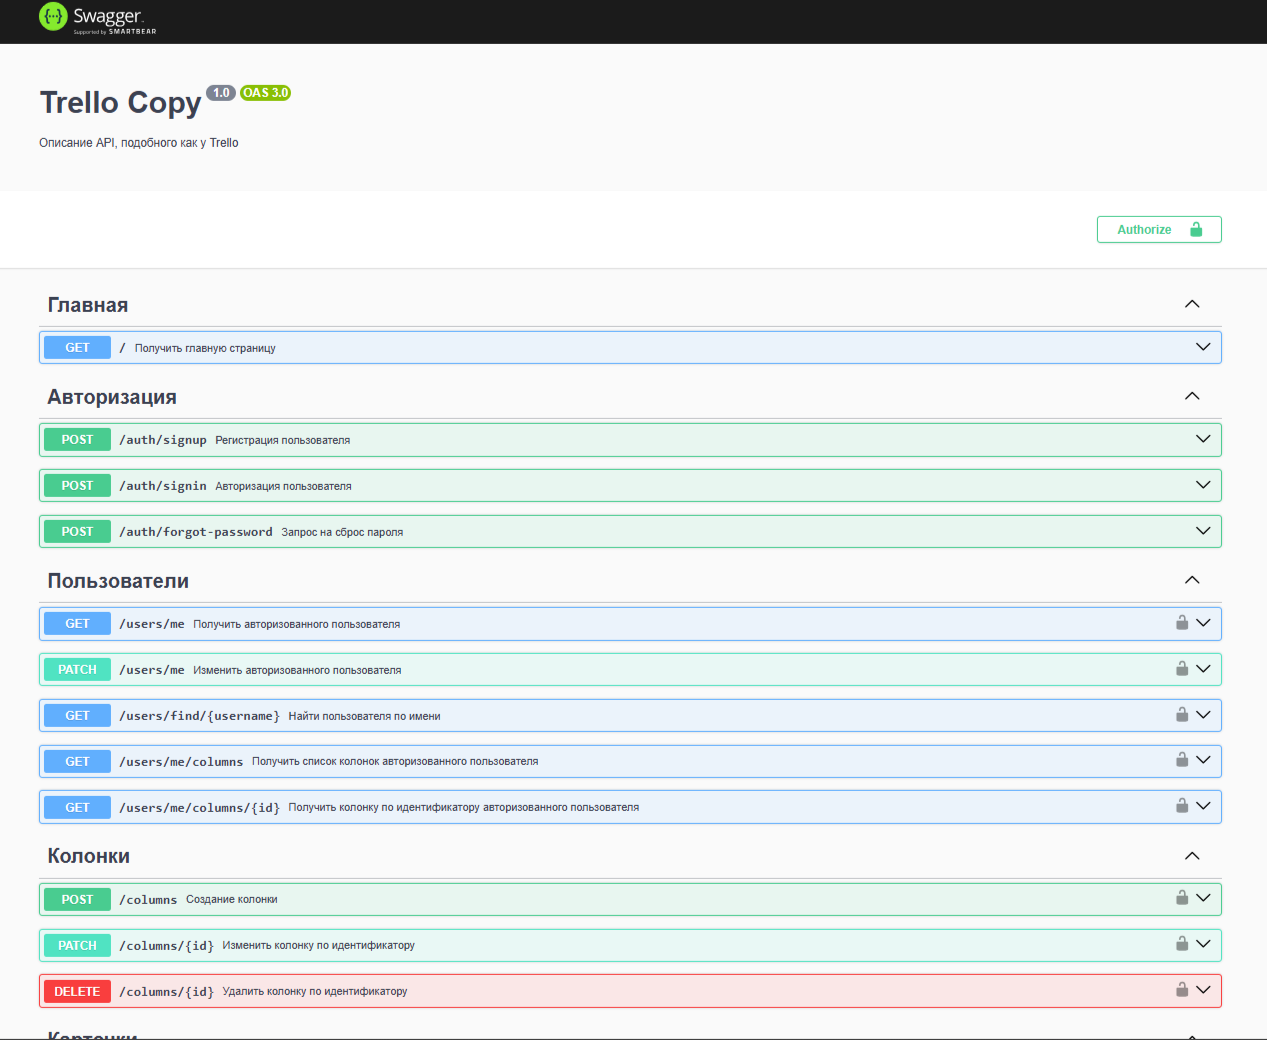 Swagger
Supported by SMARTBEAR
Trello Copy 1.0 OAS 3.0
Описание API, подобного как у Trello
Authorize
Главная
GET / Получить главную страницу
Авторизация
POST /auth/signup Регистрация пользователя
POST /auth/signin Авторизация пользователя
POST /auth/forgot-password Запрос на сброс пароля
Пользователи
GET /users/me Получить авторизованного пользователя
PATCH /users/me Изменить авторизованного пользователя
GET /users/find/{username} Найти пользователя по имени
GET /users/me/columns Получить список колонок авторизованного пользователя
GET /users/me/columns/{id} Получить колонку по идентификатору авторизованного пользователя
Колонки
POST /columns Создание колонки
PATCH /columns/{id} Изменить колонку по идентификатору
DELETE /columns/{id} Удалить колонку по идентификатору
Карточки